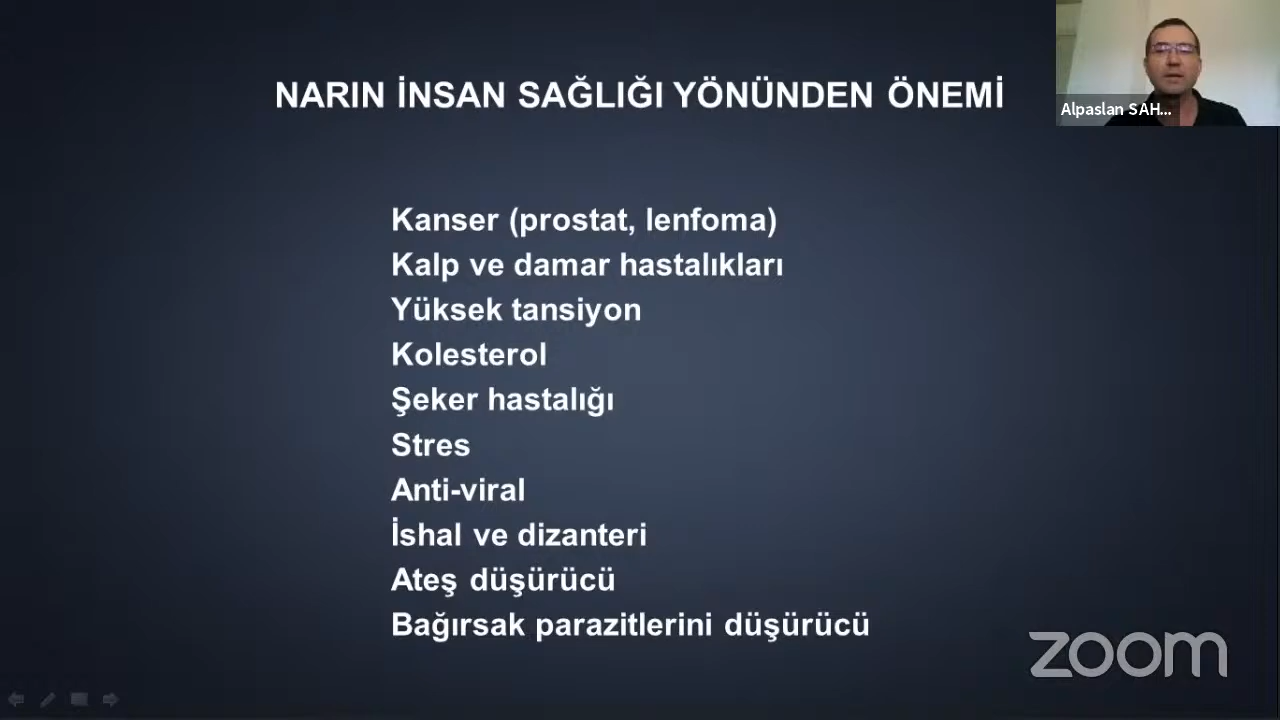 NARIN İNSAN SAĞLIĞI YÖNÜNDEN ÖNEMİ
Alpaslan SAH...
Kanser (prostat, lenfoma)
Kalp ve damar hastalıkları
Yüksek tansiyon
Kolesterol
Şeker hastalığı
Stres
Anti-viral
İshal ve dizanteri
Ateş düşürücü
Bağırsak parazitlerini düşürücü
zoom